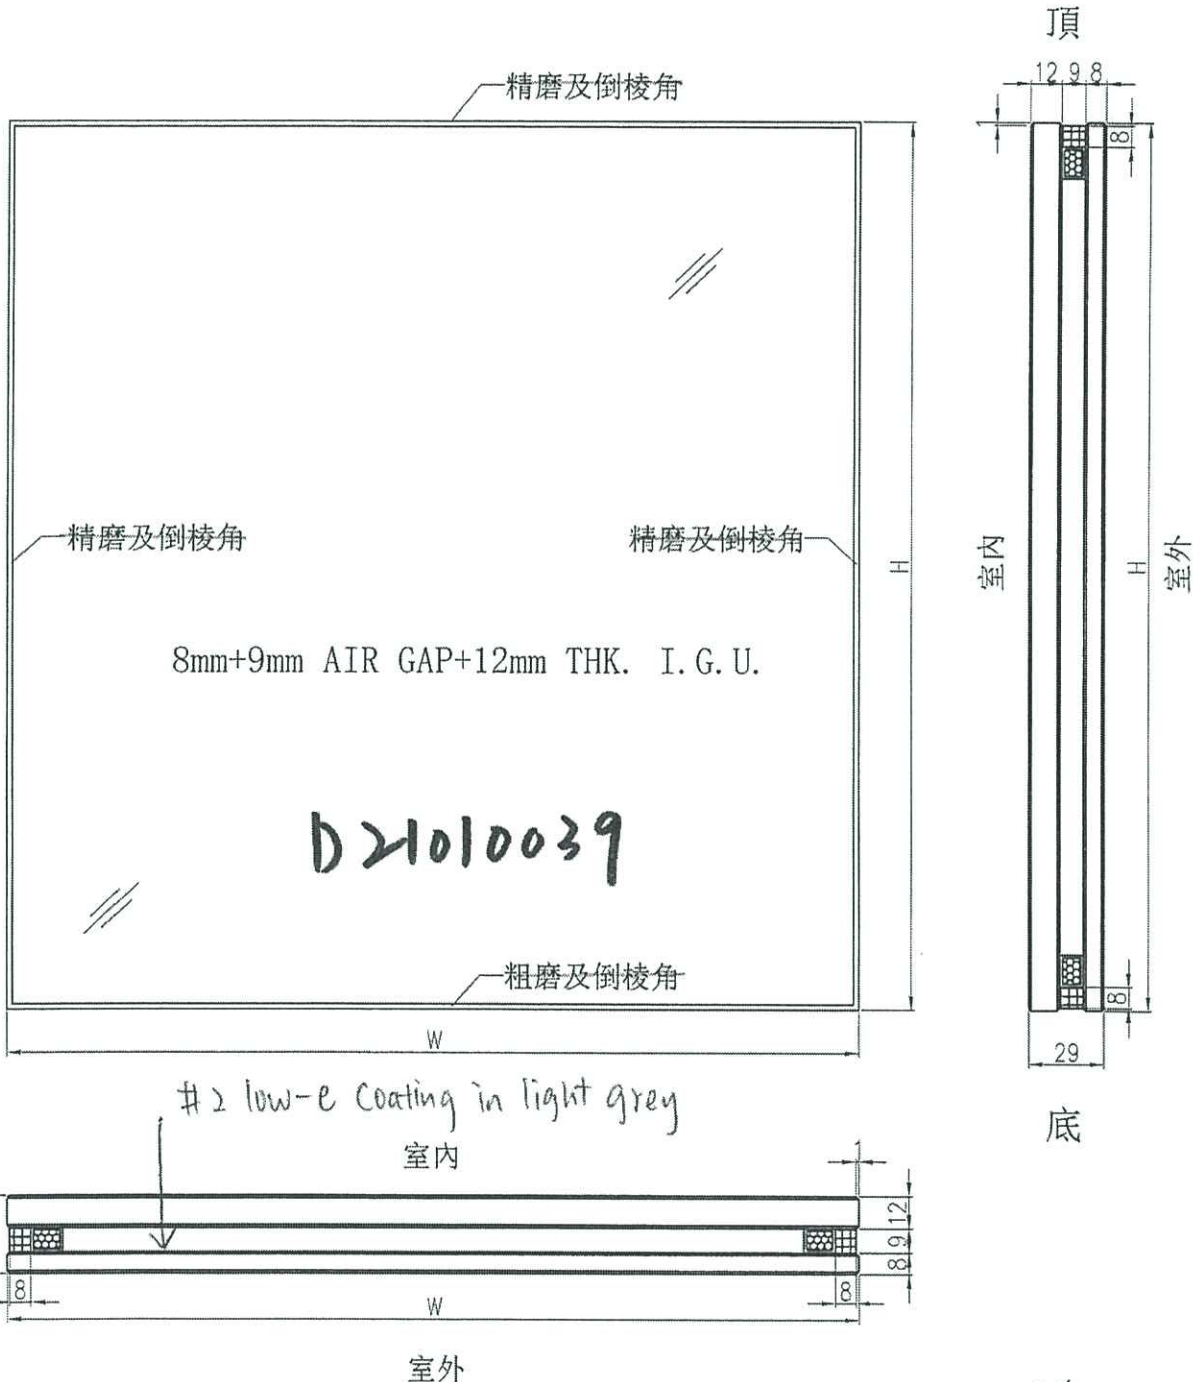 頂
12 9 8
精磨及倒棱角
1
8
精磨及倒棱角
精磨及倒棱角
H
室內
H
室外
8mm+9mm AIR GAP+12mm THK. I.G.U.
D21010039
粗磨及倒棱角
8
W
29
#2 low-e coating in light grey
底
室內
1
12
9
8
8
8
W
室外